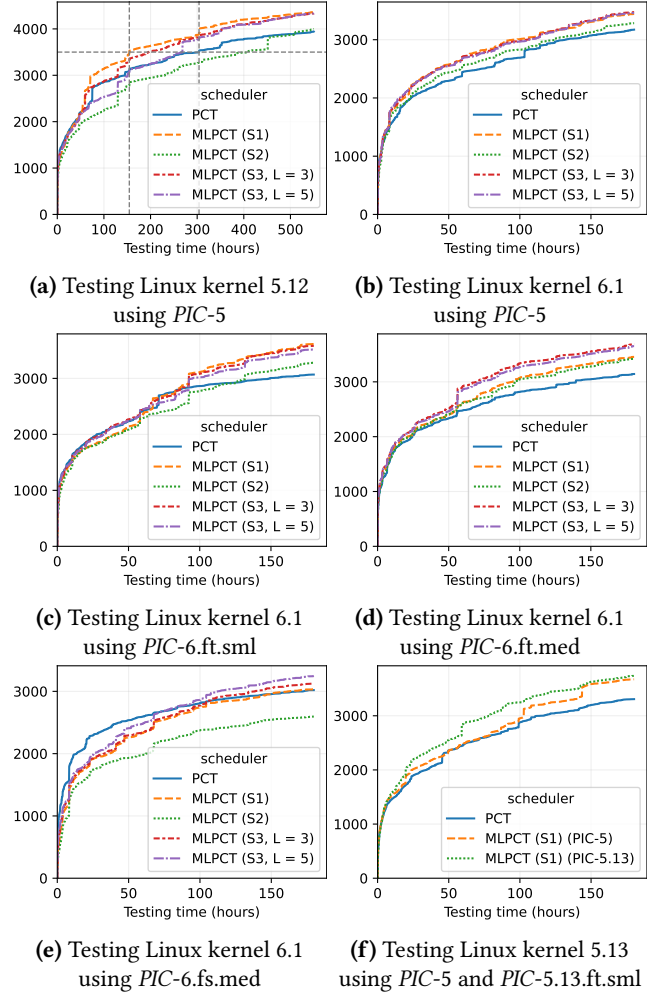 4000
3000
2000
1000
0
scheduler
PCT
MLPCT (S1)
MLPCT (S2)
MLPCT (S3, L = 3)
MLPCT (S3, L = 5)
0 100 200 300 400 500
Testing time (hours)
(a) Testing Linux kernel 5.12
using PIC-5
3000
2000
1000
0
scheduler
PCT
MLPCT (S1)
MLPCT (S2)
MLPCT (S3, L = 3)
MLPCT (S3, L = 5)
0 50 100 150
Testing time (hours)
(b) Testing Linux kernel 6.1
using PIC-5
3000
2000
1000
0
scheduler
PCT
MLPCT (S1)
MLPCT (S2)
MLPCT (S3, L = 3)
MLPCT (S3, L = 5)
0 50 100 150
Testing time (hours)
(c) Testing Linux kernel 6.1
using PIC-6.ft.sml
3000
2000
1000
0
scheduler
PCT
MLPCT (S1)
MLPCT (S2)
MLPCT (S3, L = 3)
MLPCT (S3, L = 5)
0 50 100 150
Testing time (hours)
(d) Testing Linux kernel 6.1
using PIC-6.ft.med
3000
2000
1000
0
scheduler
PCT
MLPCT (S1)
MLPCT (S2)
MLPCT (S3, L = 3)
MLPCT (S3, L = 5)
0 50 100 150
Testing time (hours)
(e) Testing Linux kernel 6.1
using PIC-6.fs.med
3000
2000
1000
0
scheduler
PCT
MLPCT (S1) (PIC-5)
MLPCT (S1) (PIC-5.13)
0 50 100 150
Testing time (hours)
(f) Testing Linux kernel 5.13
using PIC-5 and PIC-5.13.ft.sml